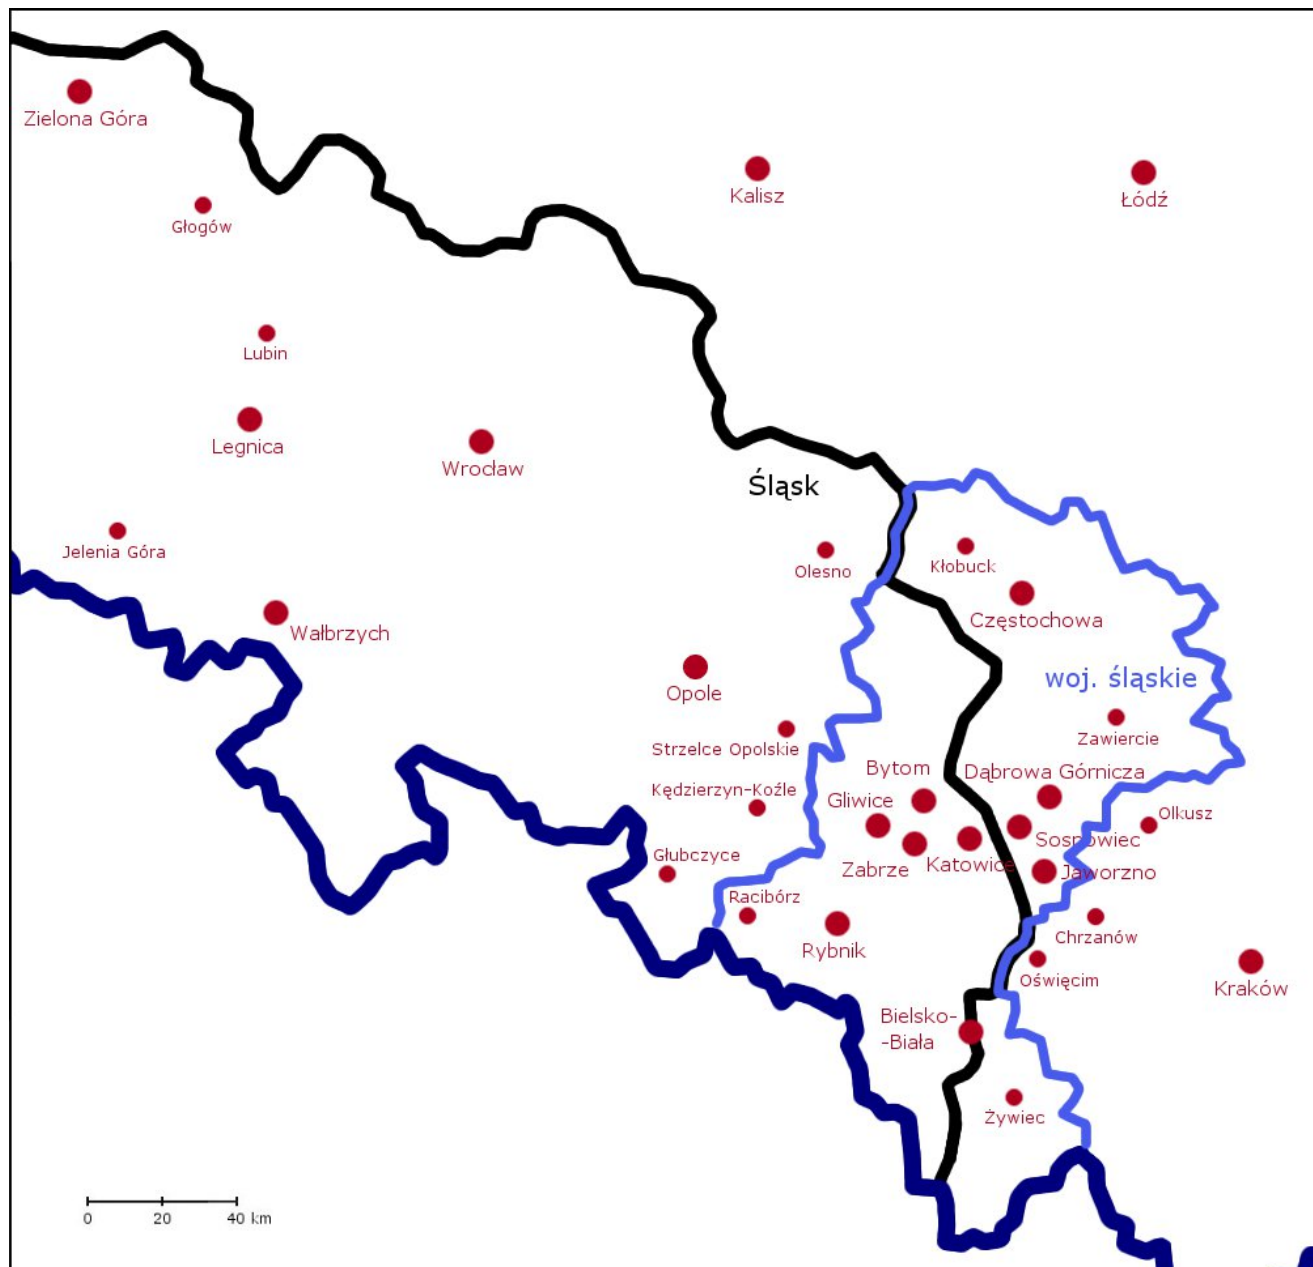 Zielona Góra
Kalisz
Łódź
Głogów
Lubin
Legnica
Wrocław
Śląsk
Jelenia Góra
Olesno
Kłobuck
Częstochowa
Wałbrzych
woj. śląskie
Opole
Zawiercie
Strzelce Opolskie
Bytom
Dąbrowa Górnicza
Kędzierzyn-Koźle
Gliwice
Olkusz
Sosnowiec
Głubczyce
Zabrze
Katowice
Jaworzno
Racibórz
Rybnik
Chrzanów
Oświęcim
Kraków
Bielsko-
-Biała
Żywiec
0 20 40 km